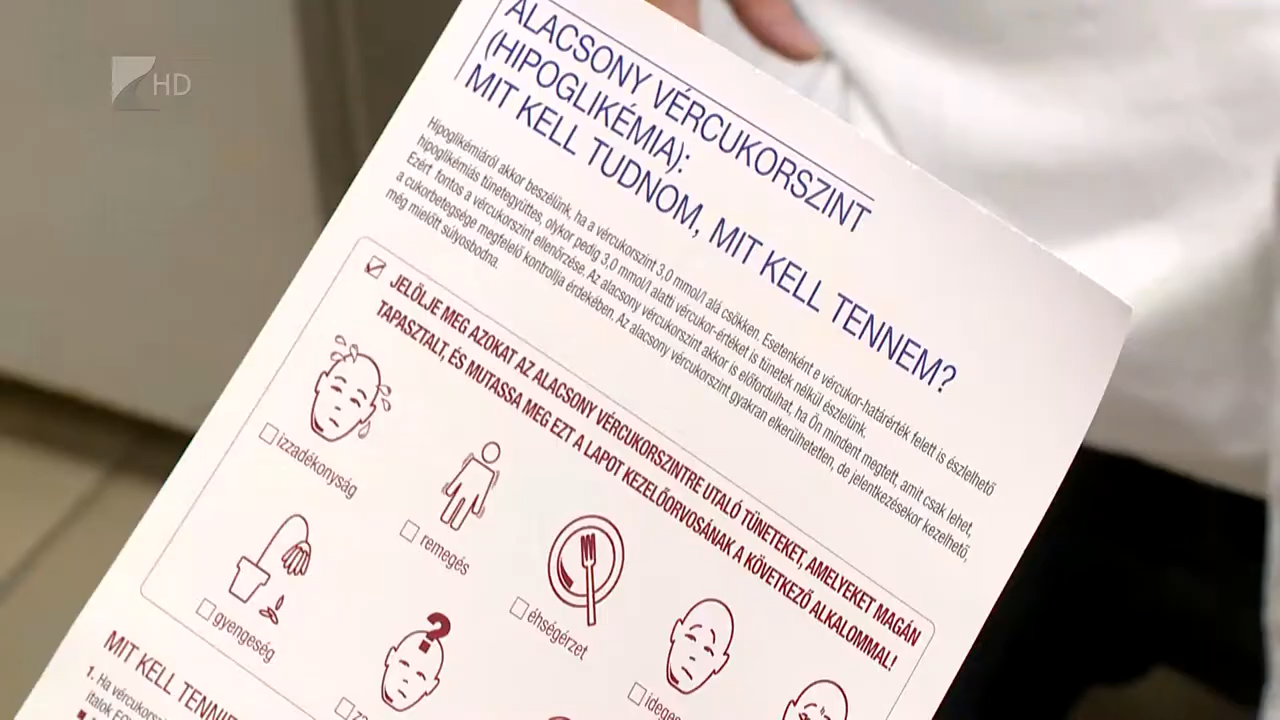 HD
ALACSONY VÉRCUKORSZINT
(HIPOGLIKÉMIA):
MIT KELL TUDNOM, MIT KELL TENNEM?
Hipoglikémiáról akkor beszélünk, ha a vércukorszint 3,0 mmol/l alá csökken. Esetenként e vércukor-határérték felett is észlelhető
hipoglikémiás tünetegyüttes, olykor pedig 3,0 mmol/l alatti vércukor-értéket is tünetek nélkül észlelünk.
Ezért fontos a vércukorszint ellenőrzése. Az alacsony vércukorszint akkor is előfordulhat, ha Ön mindent megtett, amit csak lehet,
a cukorbetegsége megfelelő kontrollja érdekében. Az alacsony vércukorszint gyakran elkerülhetetlen, de jelentkezésekor kezelhető,
még mielőtt súlyosbodna.
JELÖLJE MEG AZOKAT AZ ALACSONY VÉRCUKORSZINTRE UTALÓ TÜNETEKET, AMELYEKET MAGÁN
TAPASZTALT, ÉS MUTASSA MEG EZT A LAPOT KEZELŐORVOSÁNAK A KÖVETKEZŐ ALKALOMMAL!
izzadékonyság
remegés
éhségérzet
gyengeség
?
MIT KELL
1. Ha
italok